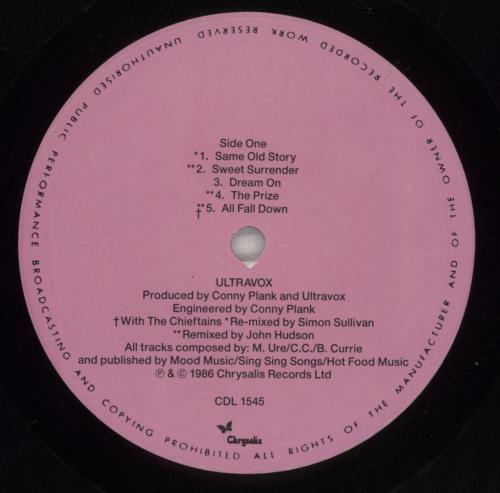 UNAUTHORISED PUBLIC PERFORMANCE BROADCASTING AND COPYING PROHIBITED ALL RIGHTS OF THE MANUFACTURER AND OF THE OWNER OF THE RECORDED WORK RESERVED
Side One
*1. Same Old Story
**2. Sweet Surrender
3. Dream On
**4. The Prize
**5. All Fall Down
†
ULTRAVOX
Produced by Conny Plank and Ultravox
Engineered by Conny Plank
†With The Chieftains *Re-mixed by Simon Sullivan
**Remixed by John Hudson
All tracks composed by: M. Ure/C.C./B. Currie
and published by Mood Music/Sing Sing Songs/Hot Food Music
℗ & © 1986 Chrysalis Records Ltd
CDL 1545
Chrysalis